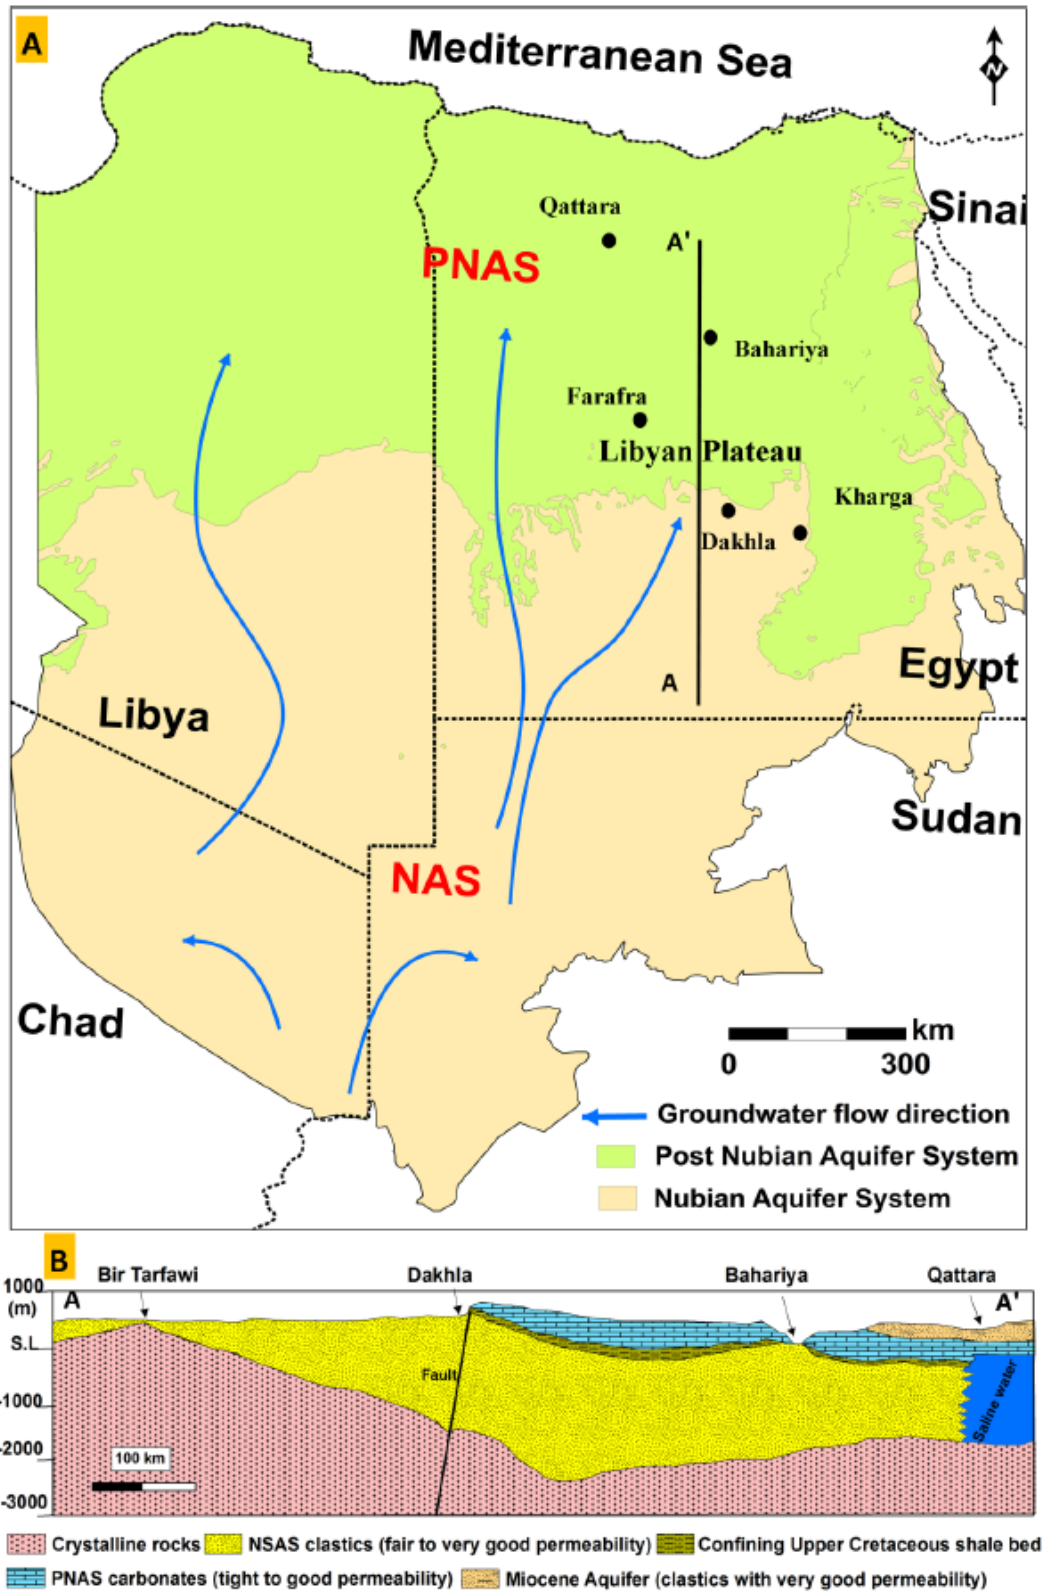 A
Mediterranean Sea
N
Sinai
Qattara
A'
PNAS
Bahariya
Farafra
Libyan Plateau
Kharga
Dakhla
A
Egypt
Libya
Sudan
NAS
Chad
km
0 300
Groundwater flow direction
Post Nubian Aquifer System
Nubian Aquifer System
B
Bir Tarfawi Dakhla Bahariya Qattara
1000
(m)
A A'
S.L
Fault
Saline water
-1000
-2000
100 km
-3000
Crystalline rocks NSAS clastics (fair to very good permeability) Confining Upper Cretaceous shale bed
PNAS carbonates (tight to good permeability) Miocene Aquifer (clastics with very good permeability)